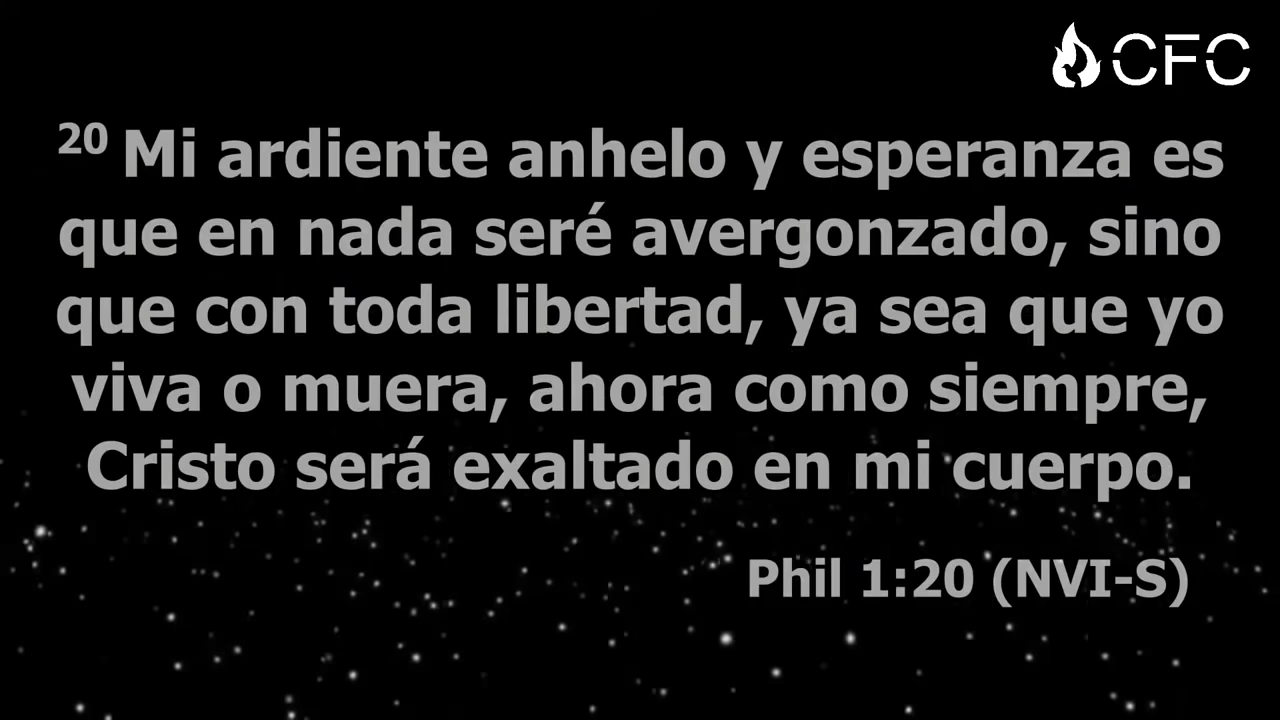 CFC
20 Mi ardiente anhelo y esperanza es
que en nada seré avergonzado, sino
que con toda libertad, ya sea que yo
viva o muera, ahora como siempre,
Cristo será exaltado en mi cuerpo.
Phil 1:20 (NVI-S)